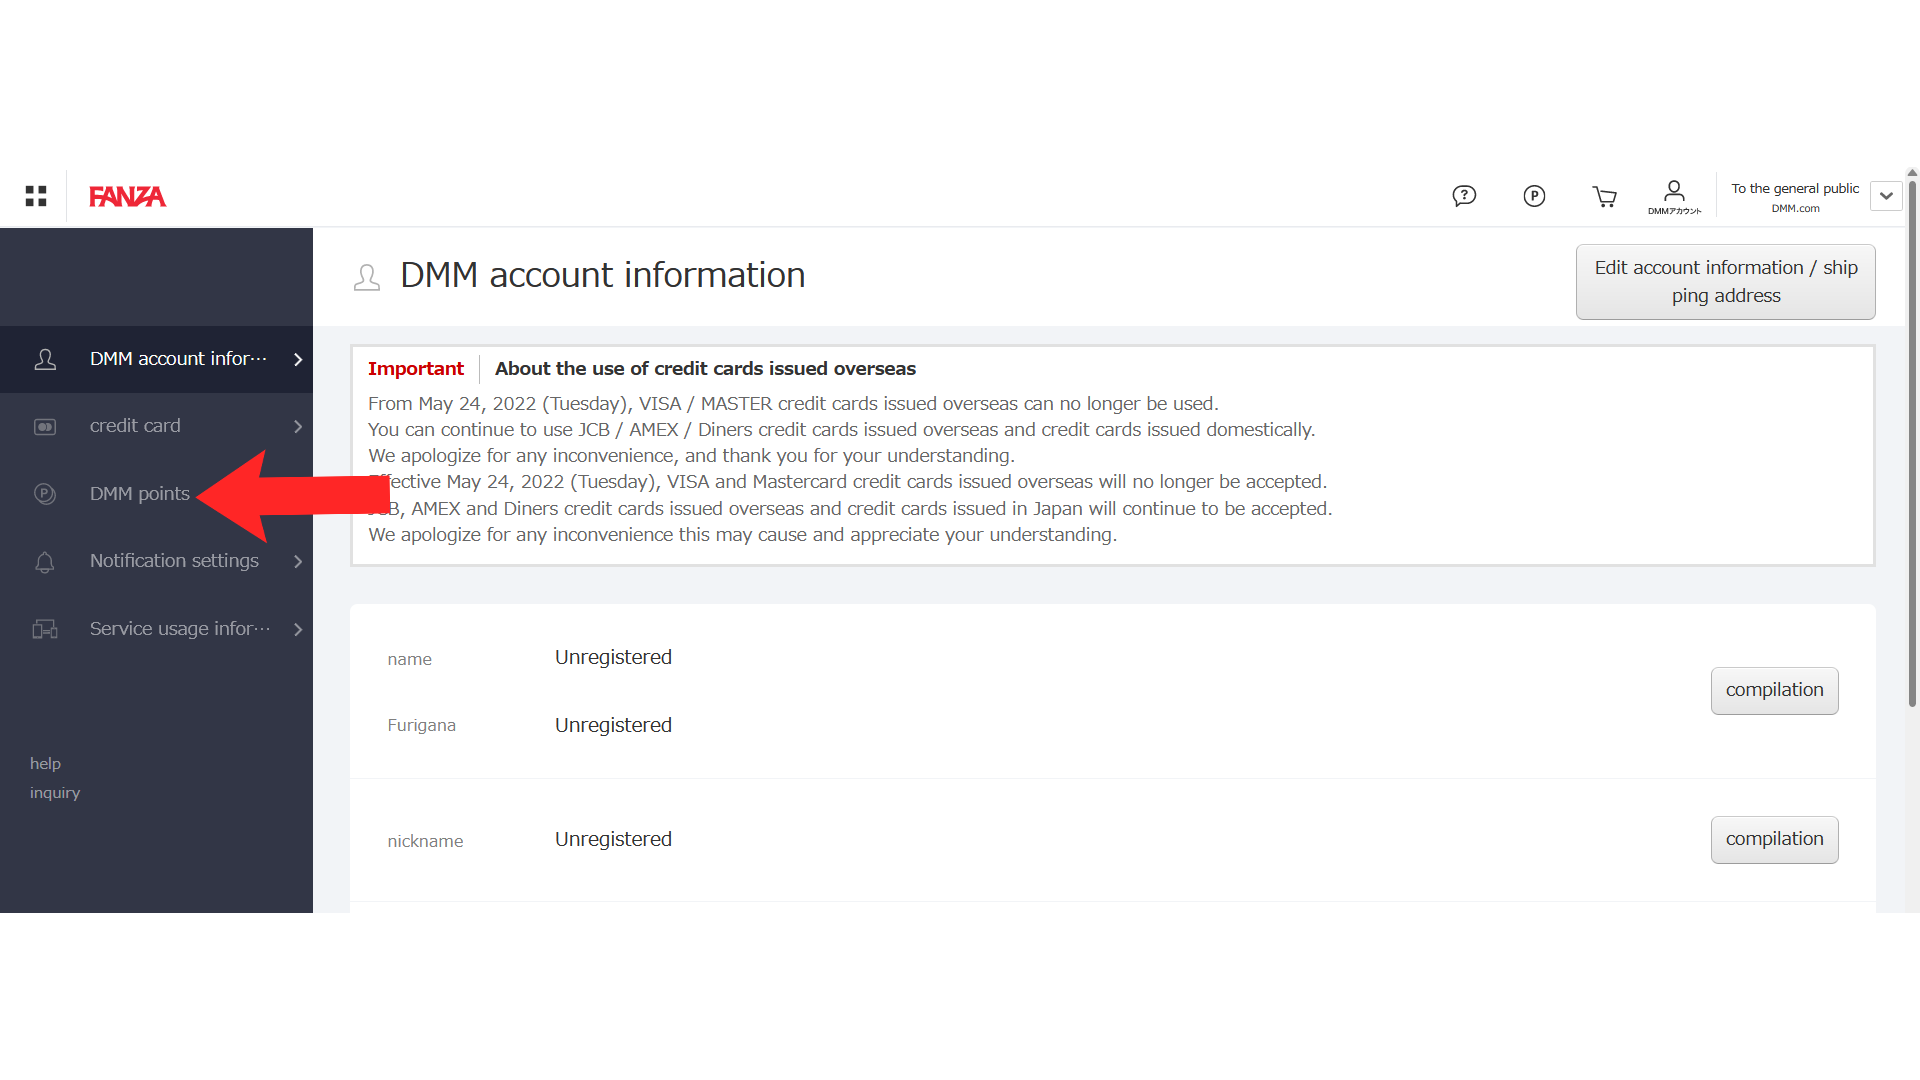 FANZA
DMMアカウント
To the general public
DMM.com
DMM account information
Edit account information / ship
ping address
DMM account infor···
credit card
DMM points
Notification settings
Service usage infor···
help
inquiry
Important
About the use of credit cards issued overseas
From May 24, 2022 (Tuesday), VISA / MASTER credit cards issued overseas can no longer be used.
You can continue to use JCB / AMEX / Diners credit cards issued overseas and credit cards issued domestically.
We apologize for any inconvenience, and thank you for your understanding.
Effective May 24, 2022 (Tuesday), VISA and Mastercard credit cards issued overseas will no longer be accepted.
JCB, AMEX and Diners credit cards issued overseas and credit cards issued in Japan will continue to be accepted.
We apologize for any inconvenience this may cause and appreciate your understanding.
name
Unregistered
compilation
Furigana
Unregistered
nickname
Unregistered
compilation